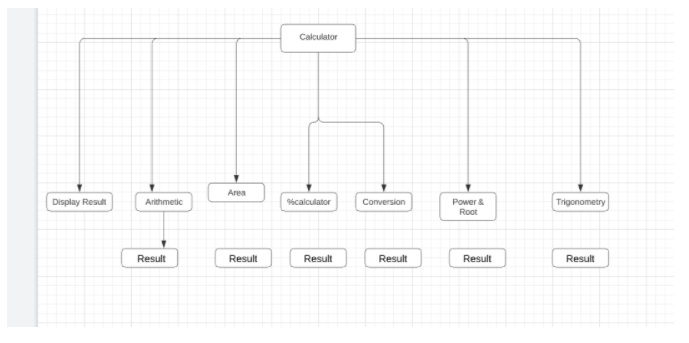 Calculator
Display Result
Arithmetic
Area
%calculator
Conversion
Power &
Root
Trigonometry
Result
Result
Result
Result
Result
Result